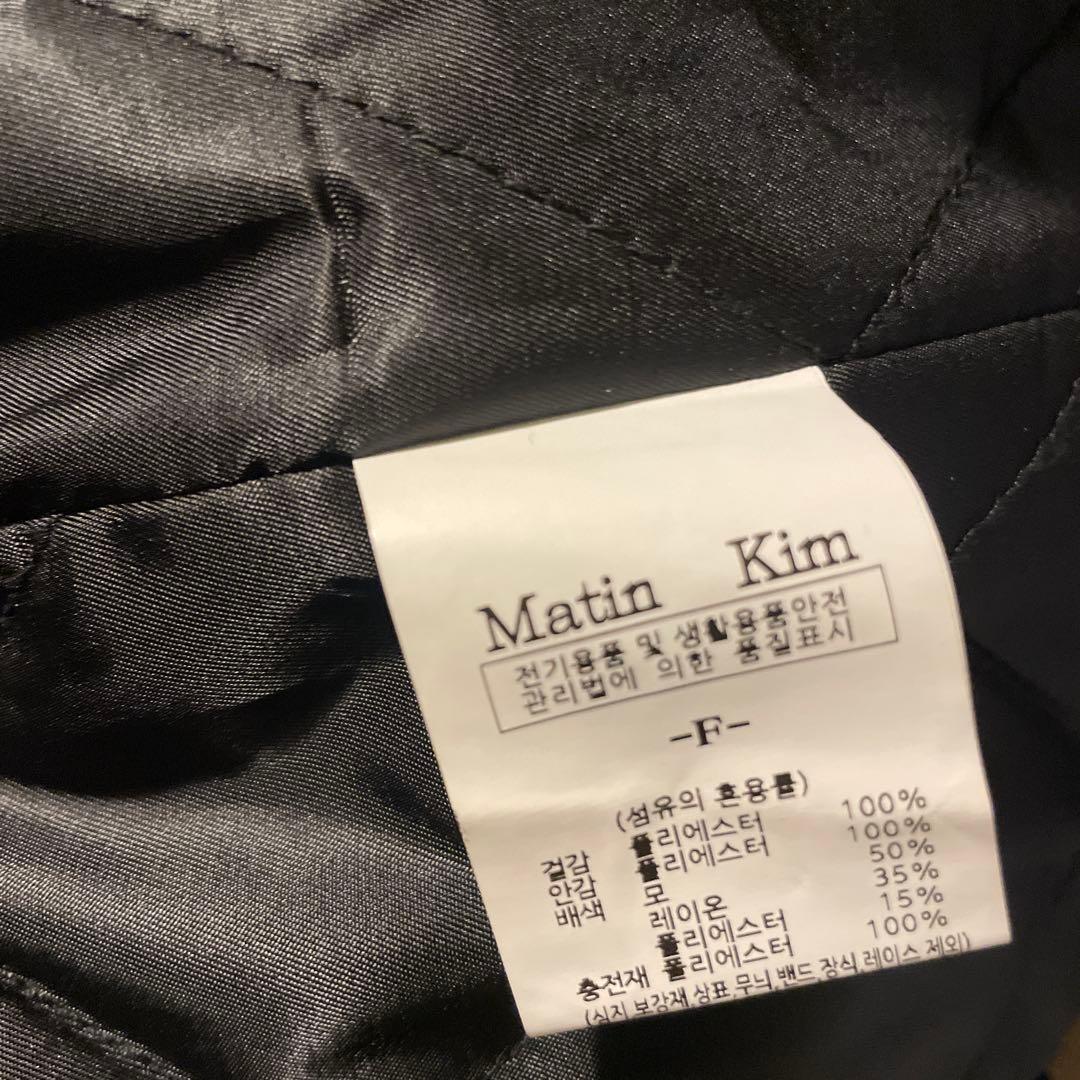 Matin Kim
전기용품 및 생활용품안전
관리법에 의한 품질표시
-F-
(섬유의 혼용률)
겉감 폴리에스터 100%
안감 폴리에스터 100%
배색 모 50%
레이온 35%
폴리에스터 15%
충전재 폴리에스터 100%
(심지,보강재,상표,무늬,밴드,장식,레이스 제외)